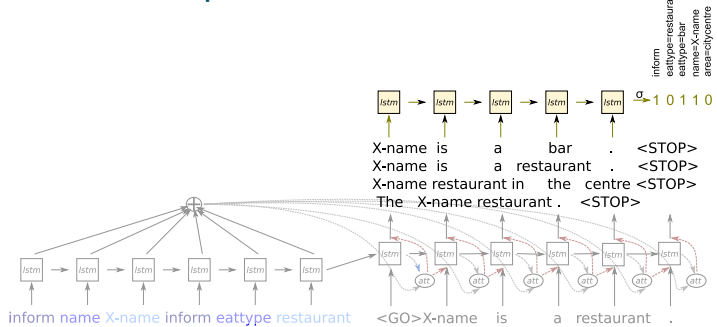 inform
eattype=restaurant
eattype=bar
name=X-name
area=citycentre
lstm lstm lstm lstm lstm σ 1 0 1 1 0
X-name is a bar . <STOP>
X-name is a restaurant . <STOP>
X-name restaurant in the centre <STOP>
The X-name restaurant . <STOP>
+
lstm lstm lstm lstm lstm lstm lstm lstm lstm lstm lstm lstm
att att att att att att
inform name X-name inform eattype restaurant <GO> X-name is a restaurant .